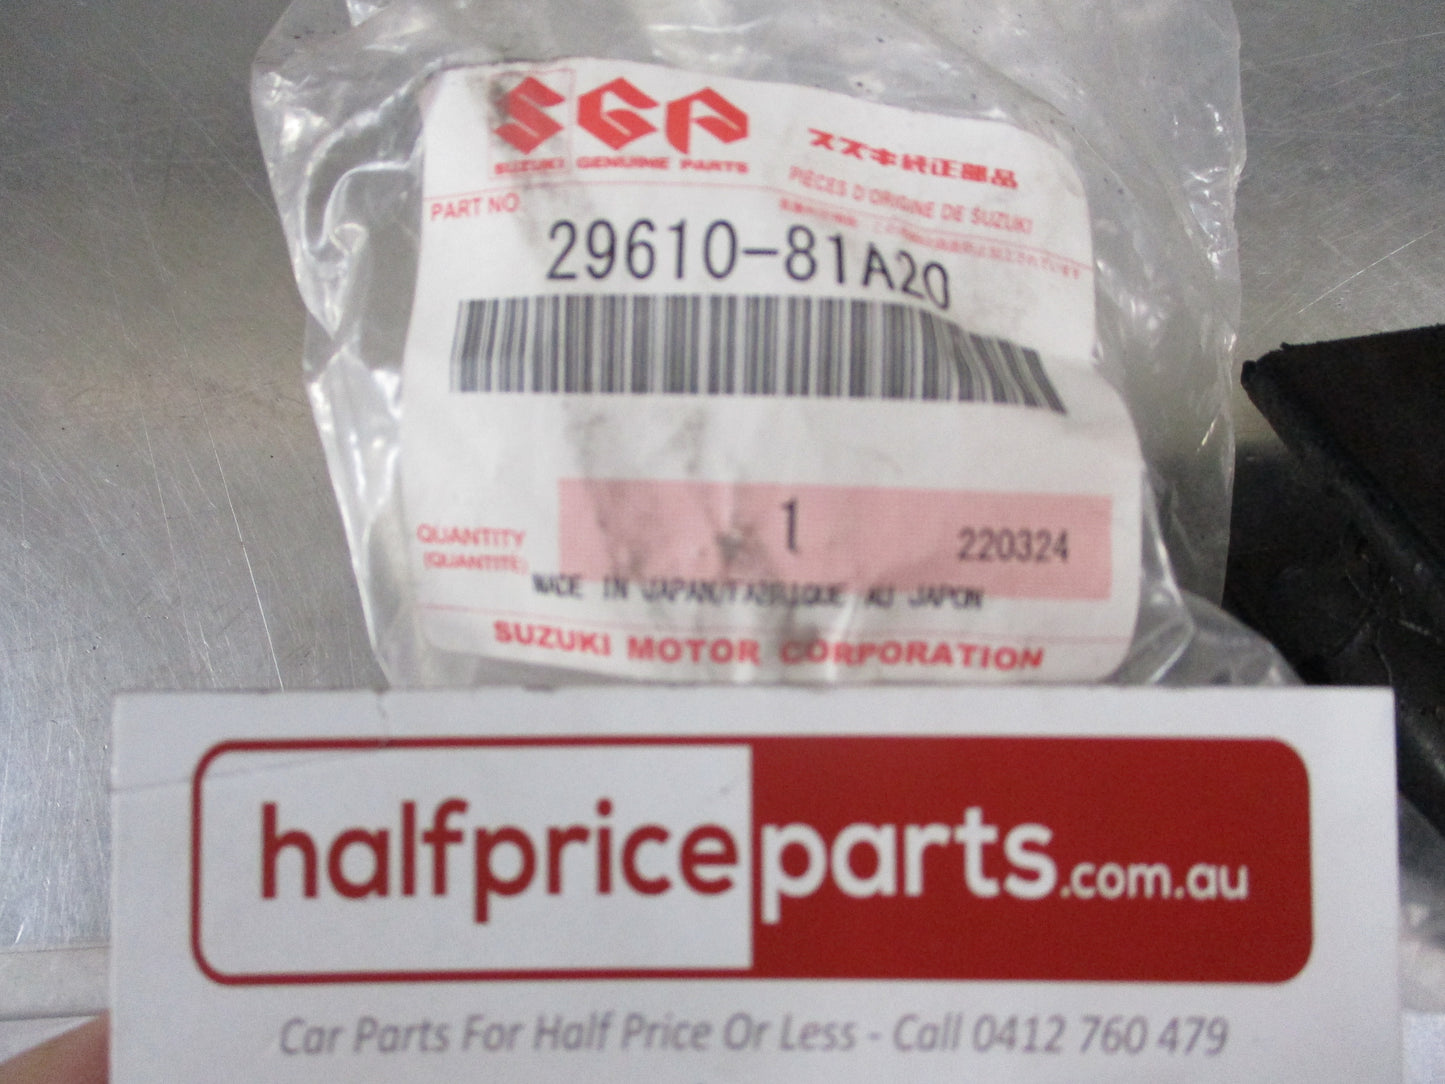 SGP
SUZUKI GENUINE PARTS
スズキ純正部品
PIÈCES D'ORIGINE DE SUZUKI
PART NO.
29610-81A20
QUANTITY
(QUANTITÉ)
1
220324
MADE IN JAPAN/FABRIQUE AU JAPON
SUZUKI MOTOR CORPORATION
halfpriceparts.com.au
Car Parts For Half Price Or Less - Call 0412 760 479